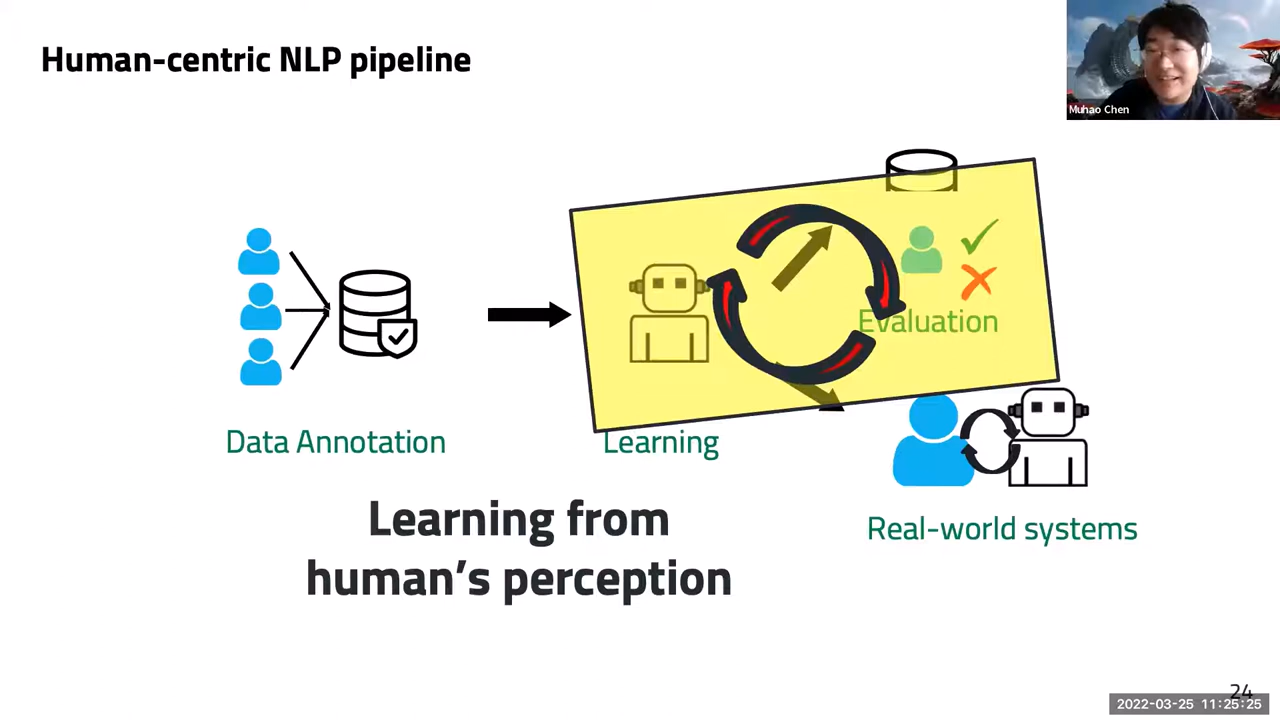 Human-centric NLP pipeline
Muhao Chen
Evaluation
Data Annotation
Learning
Real-world systems
Learning from
human's perception
24
2022-03-25 11:25:25